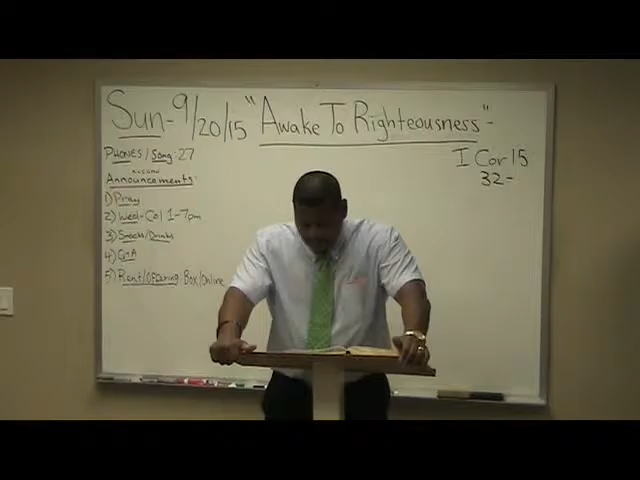 Sun-9/20/15 "Awake To Righteousness"-
PHONES/Song: 27
Announcements:
1)
2) Wed-Col 1-7pm
3) Snacks/Drinks
4) Q&A
5) Rent/Offering Box/Online
I Cor 15
32-